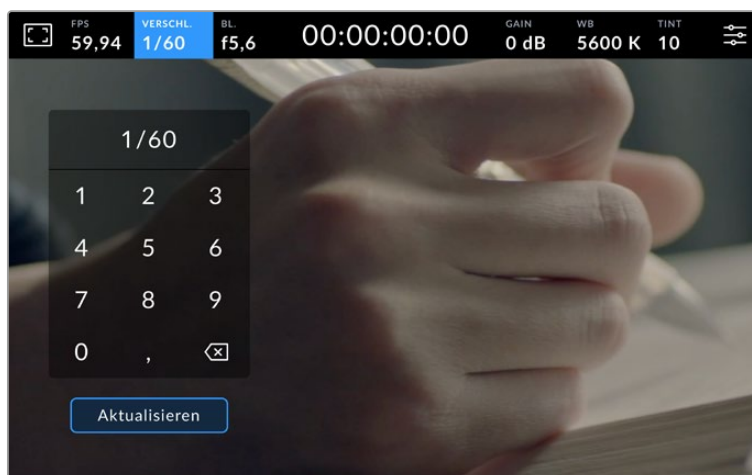 FPS VERSCHL. BL. GAIN WB TINT
59,94 1/60 f5,6 00:00:00:00 0 dB 5600 K 10
1/60
1 2 3
4 5 6
7 8 9
0 ,
Aktualisieren